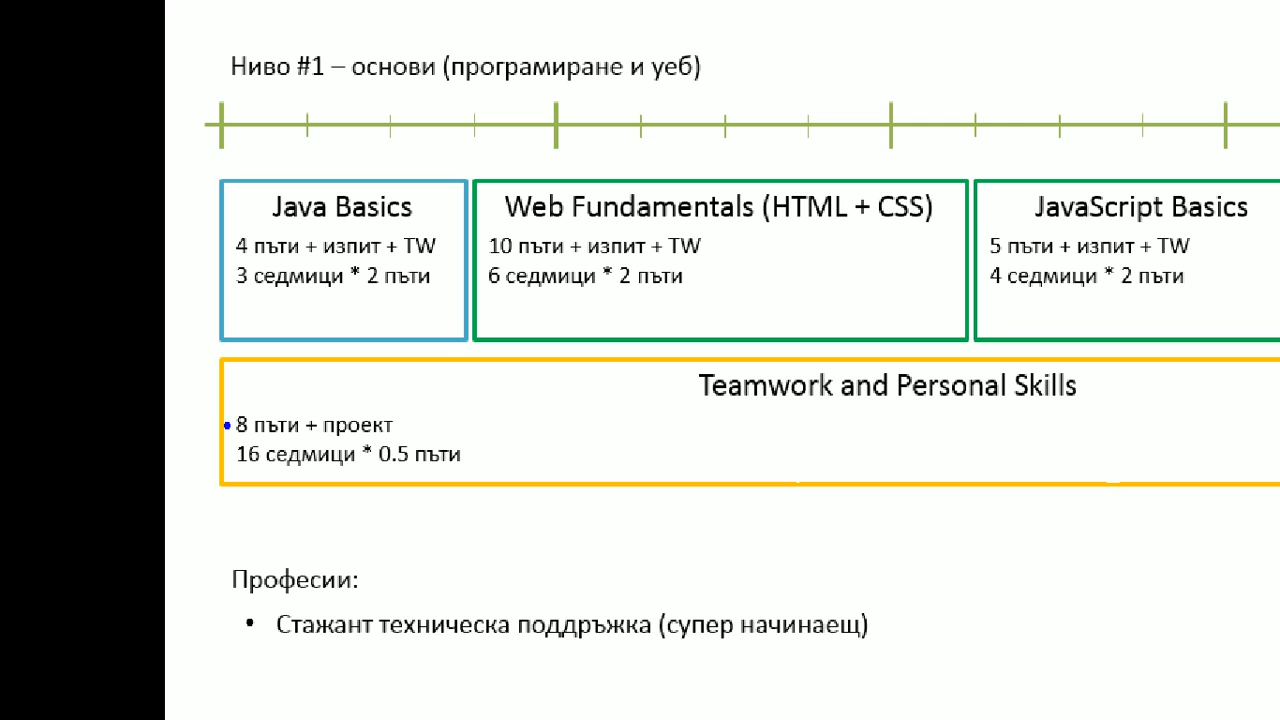 Ниво #1 – основи (програмиране и уеб)
Java Basics
4 пъти + изпит + TW
3 седмици * 2 пъти
Web Fundamentals (HTML + CSS)
10 пъти + изпит + TW
6 седмици * 2 пъти
JavaScript Basics
5 пъти + изпит + TW
4 седмици * 2 пъти
Teamwork and Personal Skills
8 пъти + проект
16 седмици * 0.5 пъти
Професии:
• Стажант техническа поддръжка (супер начинаещ)